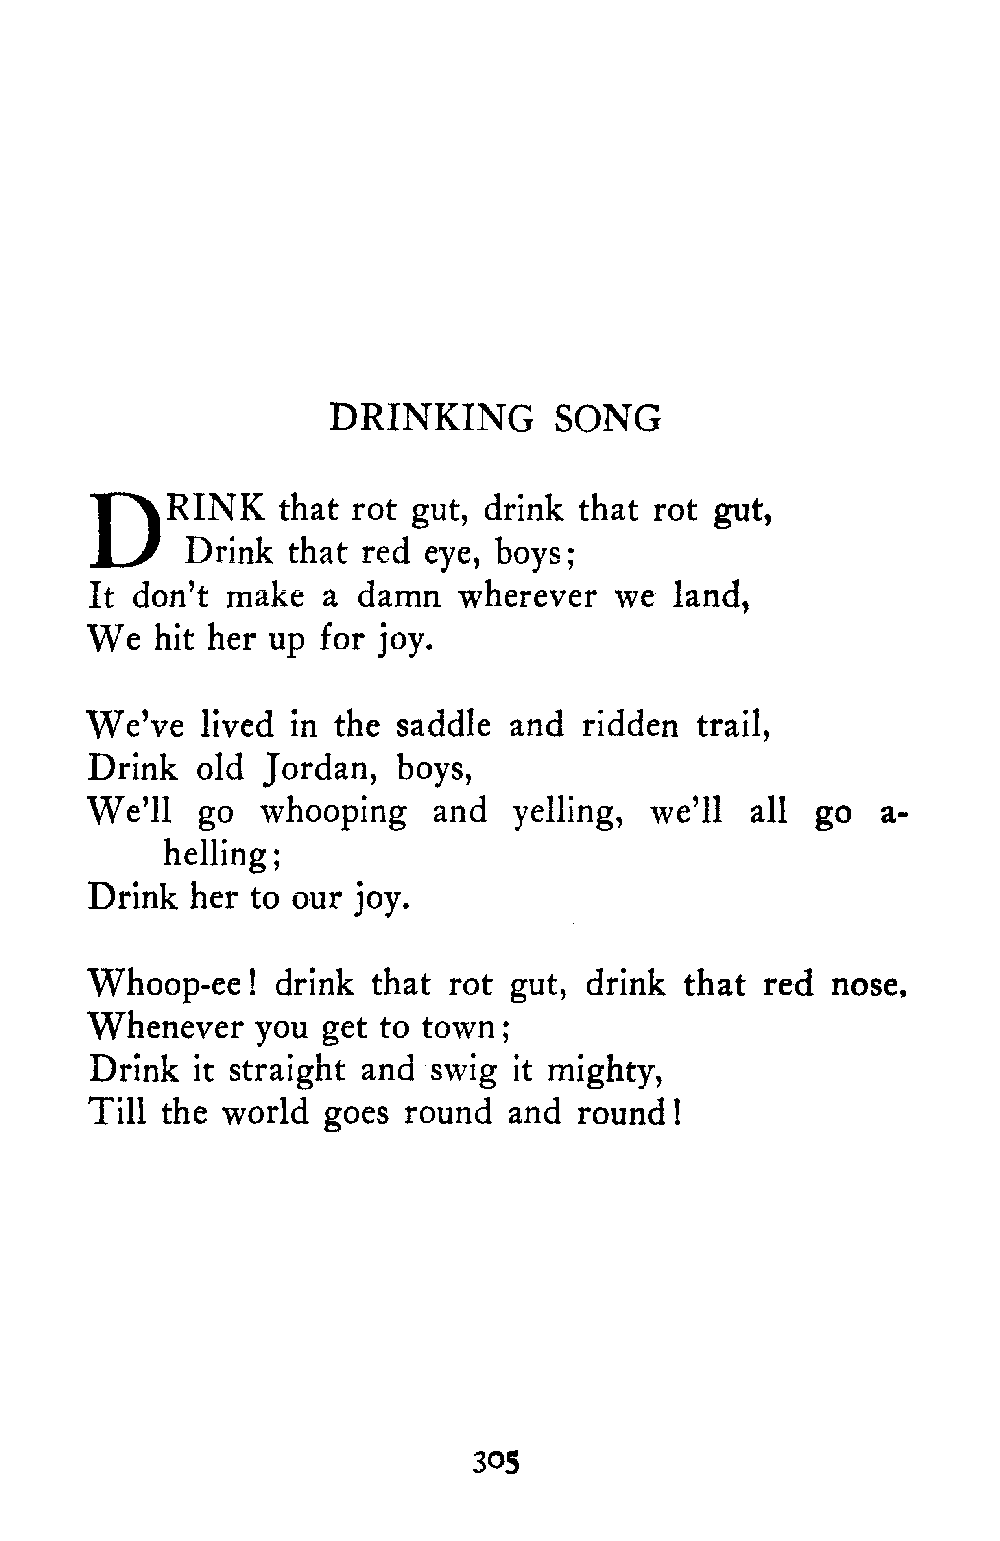 DRINKING SONG
DRINK that rot gut, drink that rot gut,
Drink that red eye, boys;
It don't make a damn wherever we land,
We hit her up for joy.
We've lived in the saddle and ridden trail,
Drink old Jordan, boys,
We'll go whooping and yelling, we'll all go a-
helling;
Drink her to our joy.
Whoop-ee! drink that rot gut, drink that red nose.
Whenever you get to town;
Drink it straight and swig it mighty,
Till the world goes round and round!
305